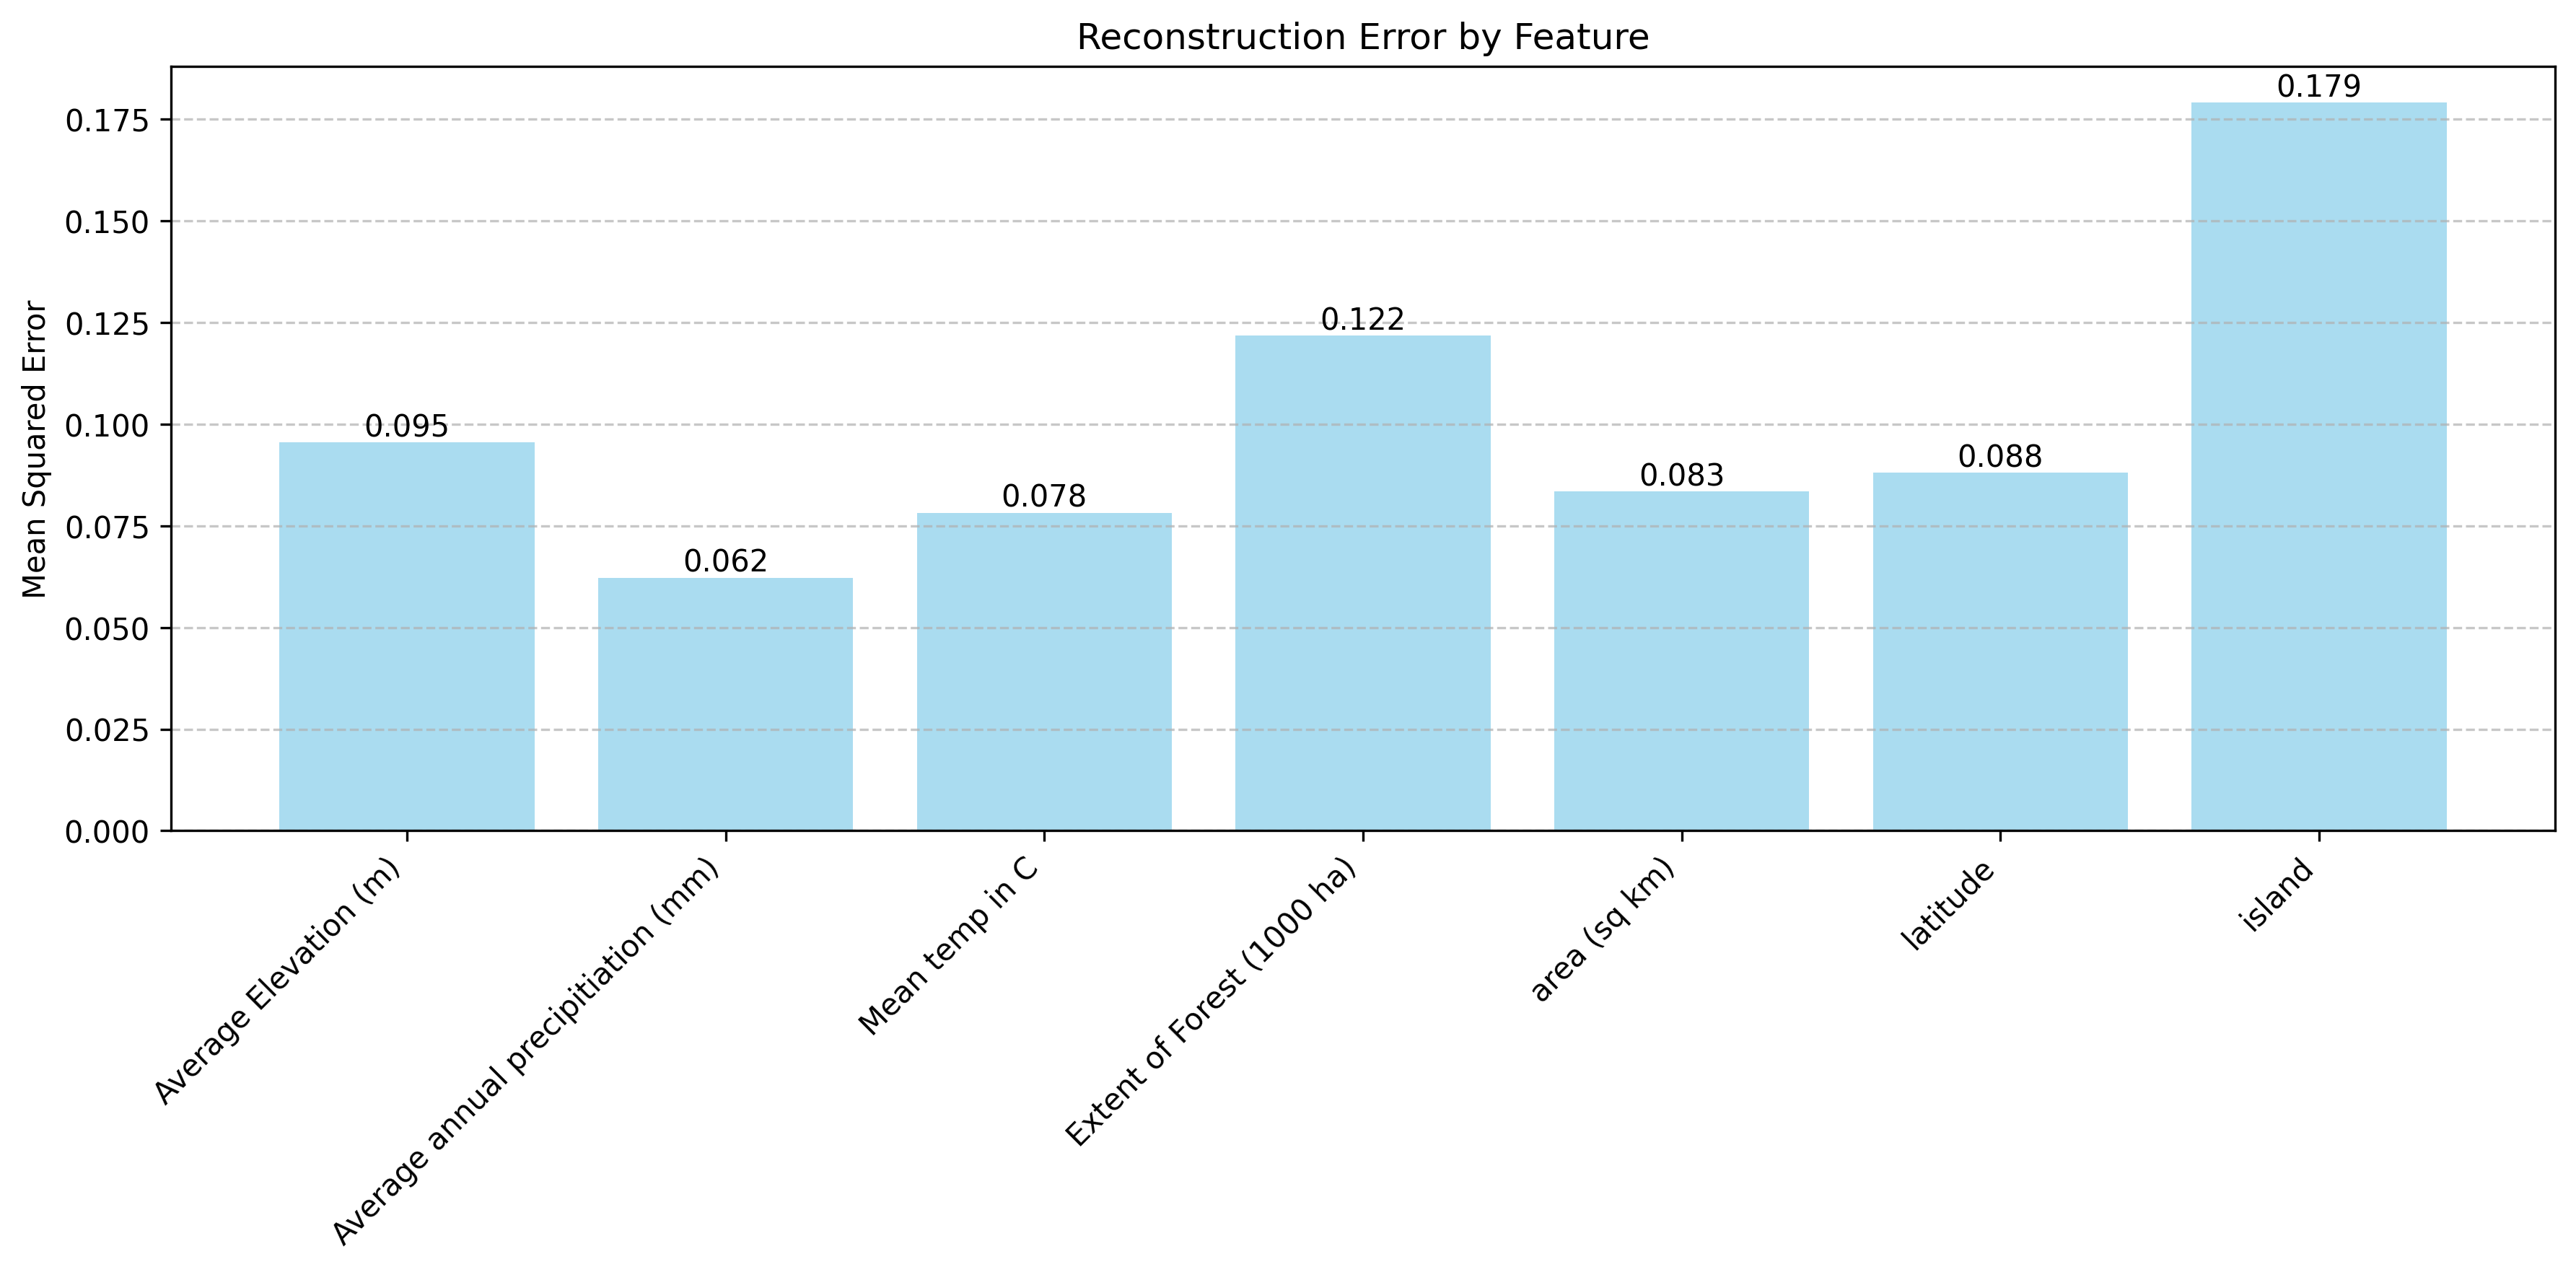 Reconstruction Error by Feature
Mean Squared Error
0.175
0.150
0.125
0.100
0.075
0.050
0.025
0.000
0.095
0.062
0.078
0.122
0.083
0.088
0.179
Average Elevation (m)
Average annual precipitiation (mm)
Mean temp in C
Extent of Forest (1000 ha)
area (sq km)
latitude
island